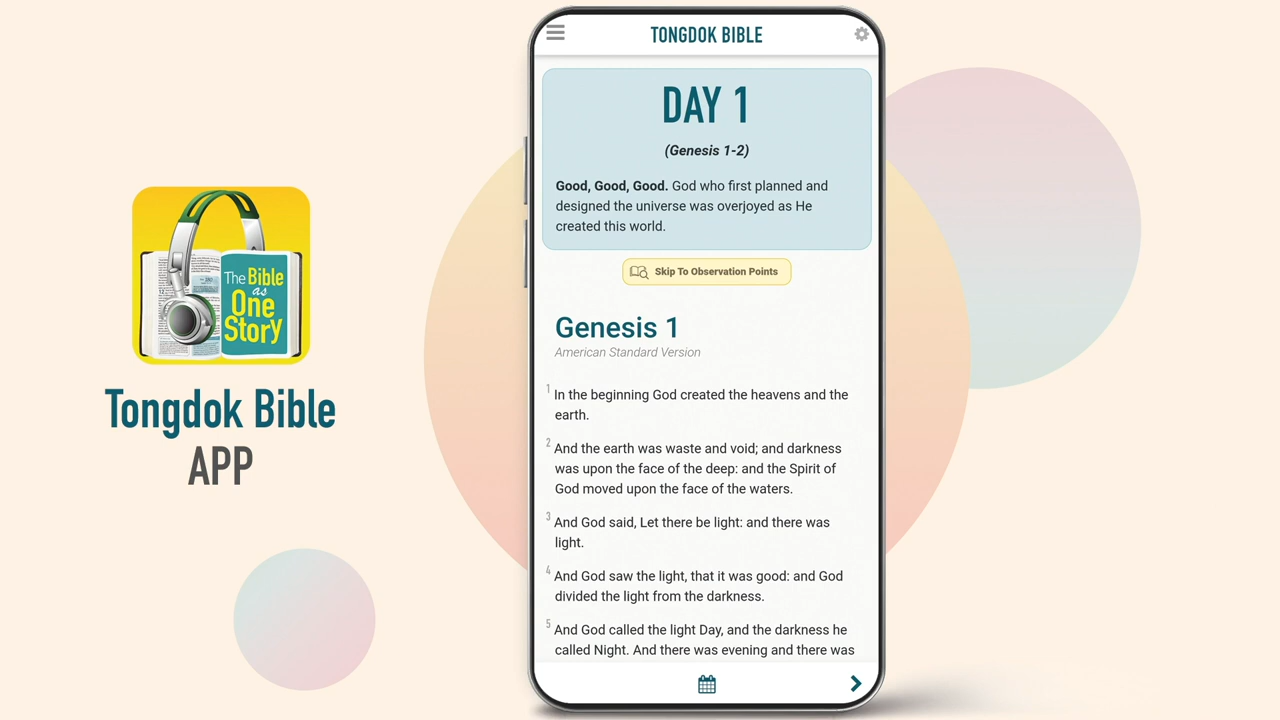 The Bible
as
One
Story
Tongdok Bible
APP
TONGDOK BIBLE
DAY 1
(Genesis 1-2)
Good, Good, Good. God who first planned and
designed the universe was overjoyed as He
created this world.
Skip To Observation Points
Genesis 1
American Standard Version
1 In the beginning God created the heavens and the
earth.
2 And the earth was waste and void; and darkness
was upon the face of the deep: and the Spirit of
God moved upon the face of the waters.
3 And God said, Let there be light: and there was
light.
4 And God saw the light, that it was good: and God
divided the light from the darkness.
5 And God called the light Day, and the darkness he
called Night. And there was evening and there was